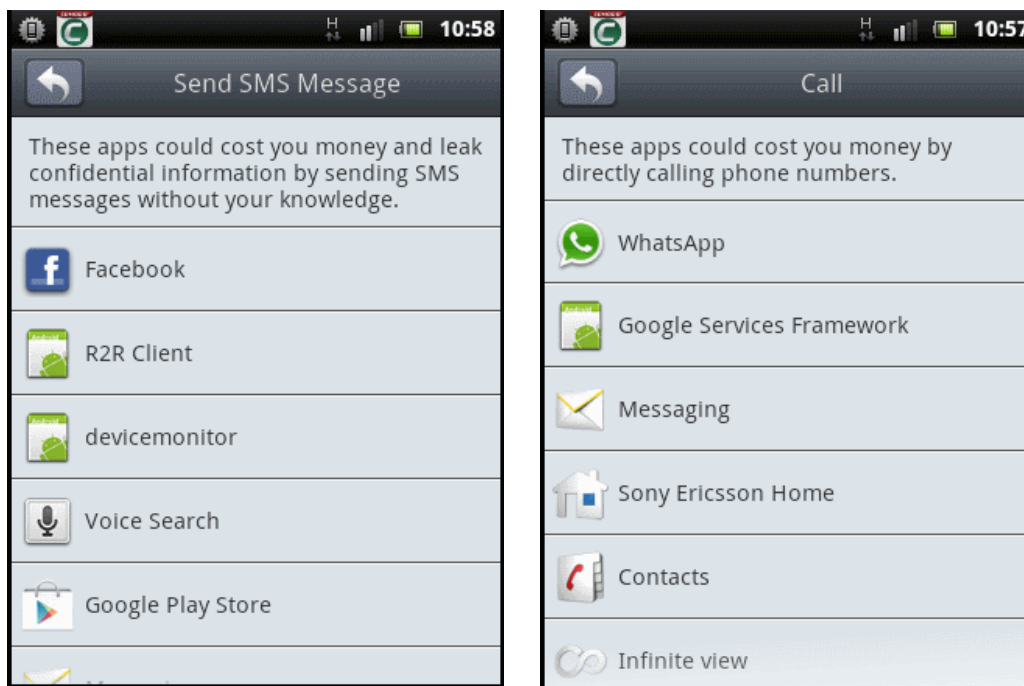 H
10:58
Send SMS Message
These apps could cost you money and leak
confidential information by sending SMS
messages without your knowledge.
Facebook
R2R Client
devicemonitor
Voice Search
Google Play Store
H
10:57
Call
These apps could cost you money by
directly calling phone numbers.
WhatsApp
Google Services Framework
Messaging
Sony Ericsson Home
Contacts
Infinite view